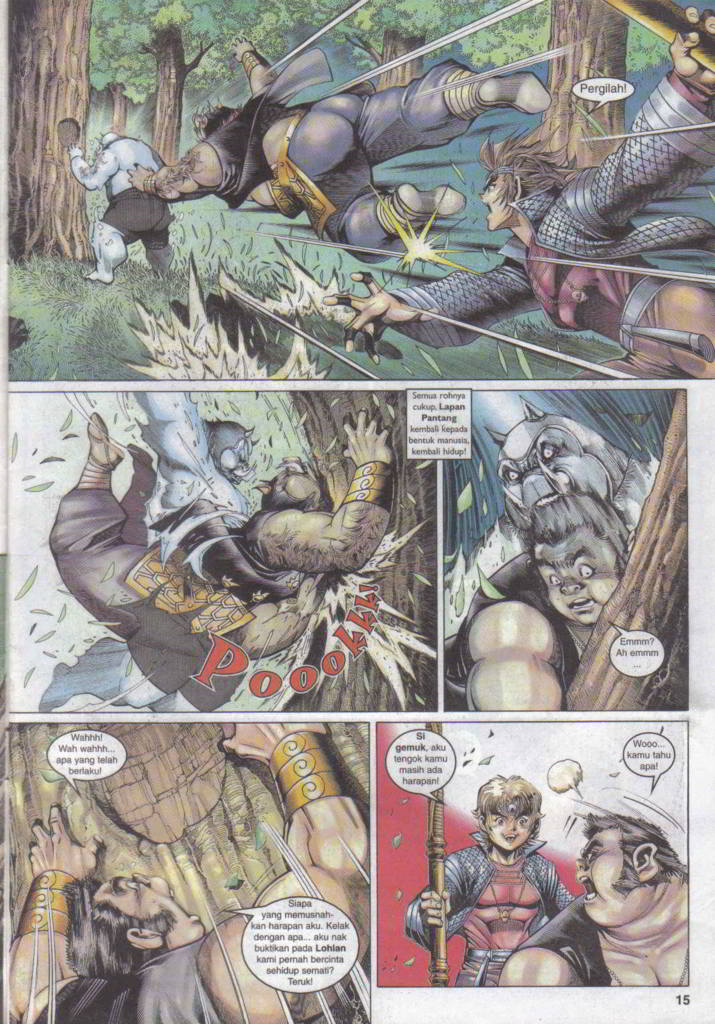 Pergilah!
Semua rohnya
cukup, Lapan
Pantang
kembali kepada
bentuk manusia,
kembali hidup!
Poookkk
Emmm?
Ah emmm
...
Wahhh!
Wah wahhh...
apa yang telah
berlaku!
Siapa
yang memusnah-
kan harapan aku. Kelak
dengan apa... aku nak
buktikan pada Lohlan
kami pernah bercinta
sehidup semati?
Teruk!
Si
gemuk, aku
tengok kamu
masih ada
harapan!
Wooo...
kamu tahu
apa!
15